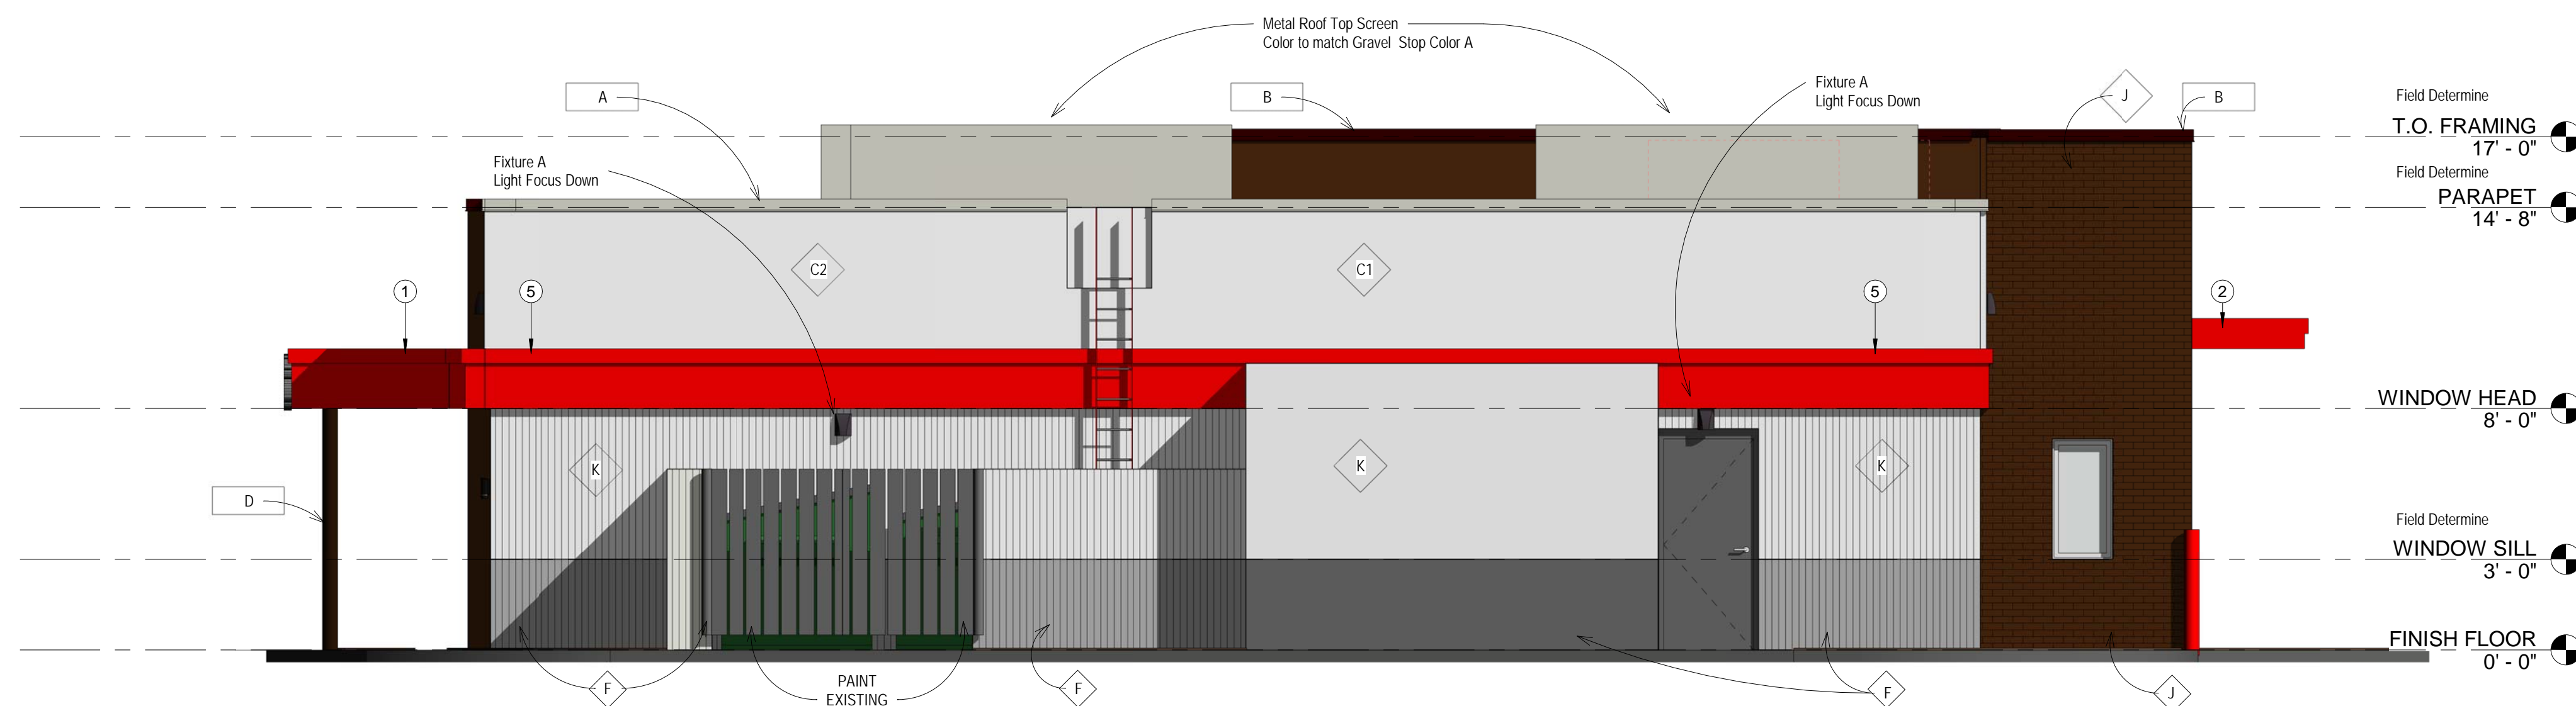 Metal Roof Top Screen
Color to match Gravel Stop Color A
A
B
Fixture A
Light Focus Down
J
B
Field Determine
T.O. FRAMING
17' - 0"
Fixture A
Light Focus Down
Field Determine
PARAPET
14' - 8"
C2
C1
1
5
5
2
WINDOW HEAD
8' - 0"
K
K
K
D
Field Determine
WINDOW SILL
3' - 0"
FINISH FLOOR
0' - 0"
F
PAINT
EXISTING
F
F
J